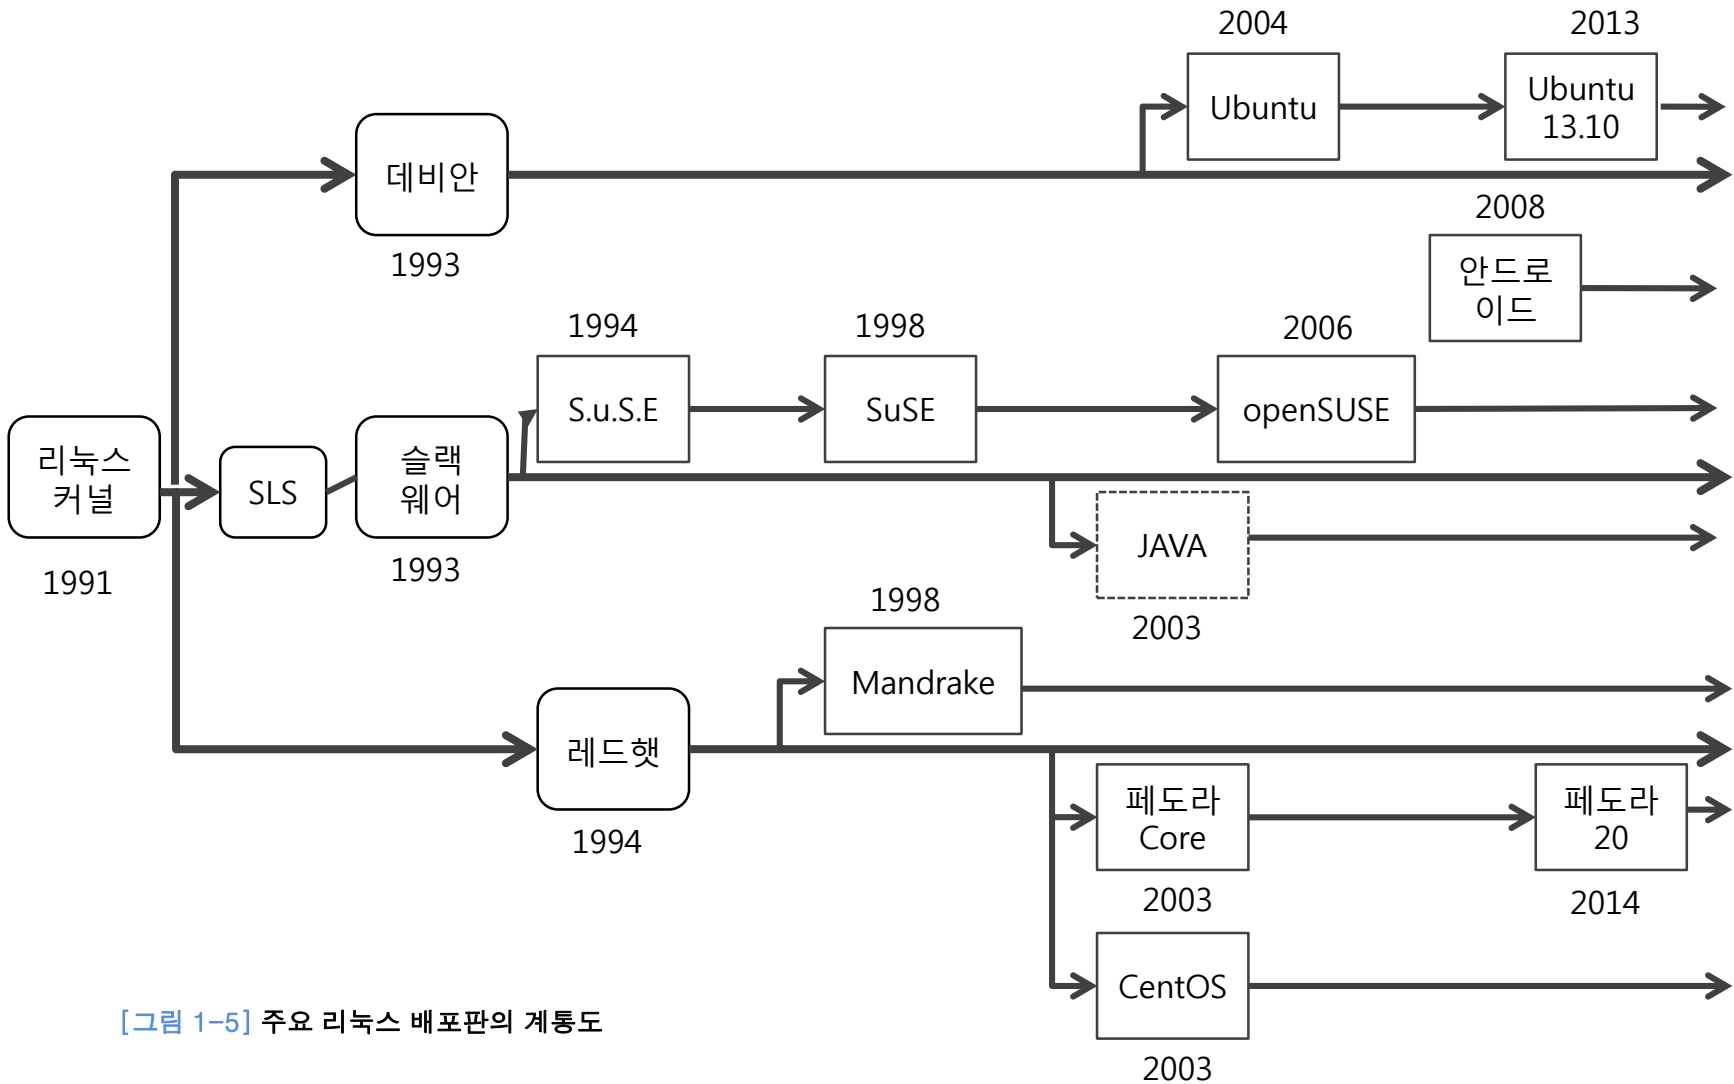 2004
2013
Ubuntu
Ubuntu
13.10
데비안
1993
2008
안드로
이드
1994
1998
2006
S.u.S.E
SuSE
openSUSE
리눅스
커널
1991
SLS
슬랙
웨어
1993
JAVA
2003
1998
Mandrake
레드햇
1994
페도라
Core
2003
페도라
20
2014
CentOS
2003
[그림 1-5] 주요 리눅스 배포판의 계통도